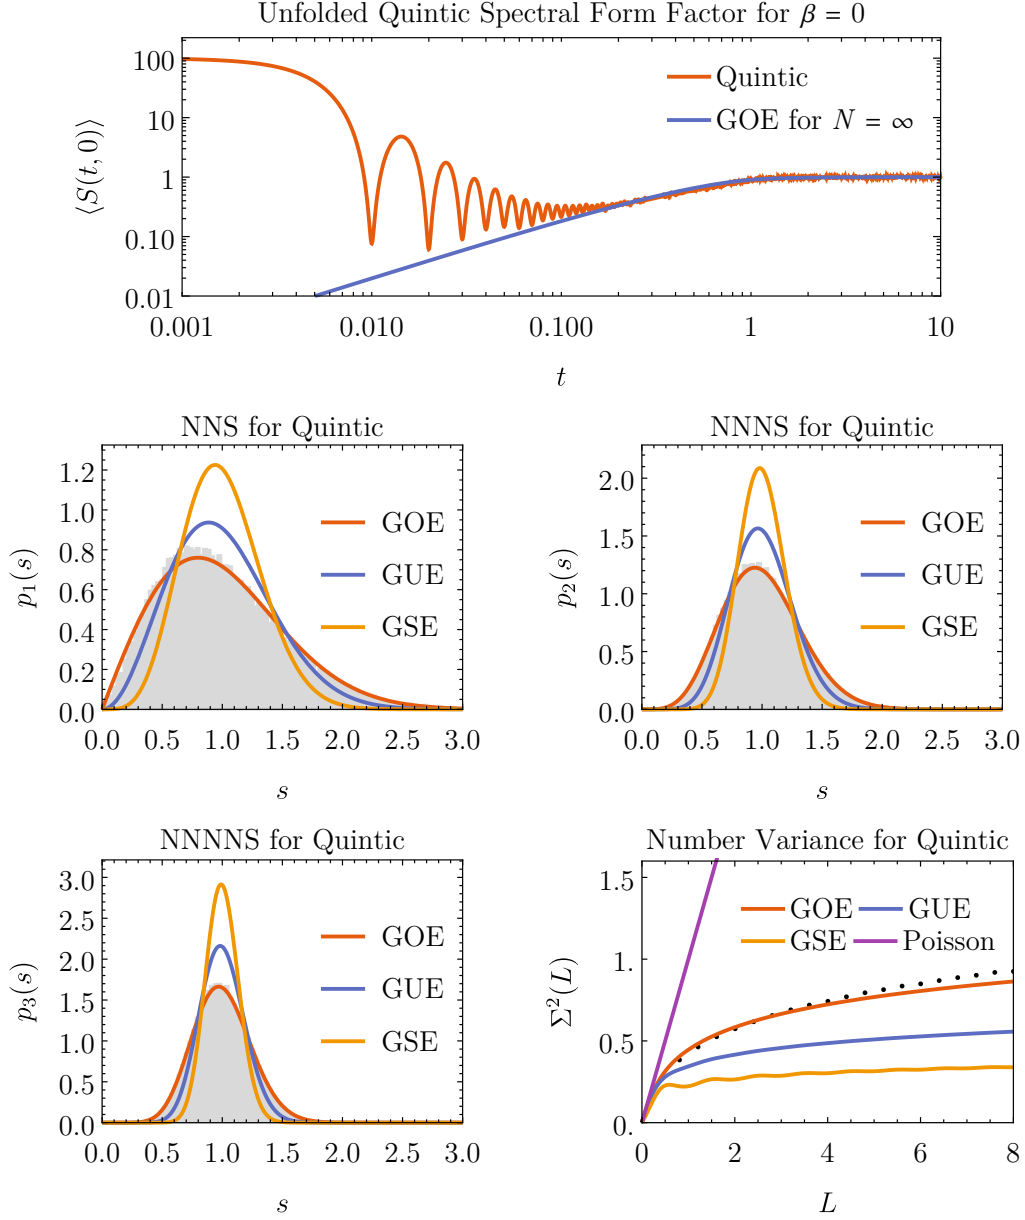 Unfolded Quintic Spectral Form Factor for β = 0
⟨S(t, 0)⟩
100
10
1
0.10
0.01
Quintic
GOE for N = ∞
0.001 0.010 0.100 1 10
t
NNS for Quintic
p₁(s)
1.2
1.0
0.8
0.6
0.4
0.2
0.0
GOE
GUE
GSE
0.0 0.5 1.0 1.5 2.0 2.5 3.0
s
NNNS for Quintic
p₂(s)
2.0
1.5
1.0
0.5
0.0
GOE
GUE
GSE
0.0 0.5 1.0 1.5 2.0 2.5 3.0
s
NNNNS for Quintic
p₃(s)
3.0
2.5
2.0
1.5
1.0
0.5
0.0
GOE
GUE
GSE
0.0 0.5 1.0 1.5 2.0 2.5 3.0
s
Number Variance for Quintic
Σ²(L)
1.5
1.
0.5
0.
GOE GUE
GSE Poisson
0 2 4 6 8
L